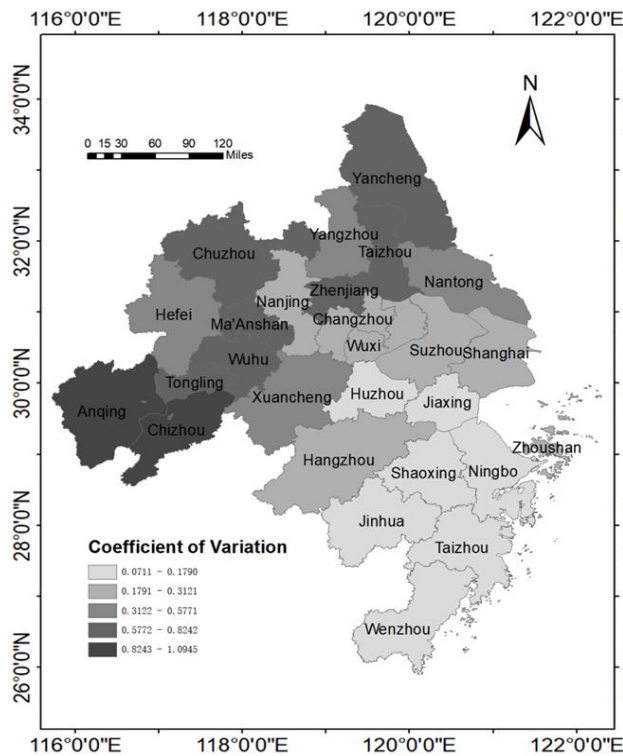 116°0'0"E 118°0'0"E 120°0'0"E 122°0'0"E
34°0'0"N
32°0'0"N
30°0'0"N
28°0'0"N
26°0'0"N
N
0 15 30 60 90 120
Miles
Yancheng
Yangzhou
Chuzhou
Taizhou
Nantong
Zhenjiang
Nanjing
Hefei
Changzhou
Ma'Anshan
Wuxi
Suzhou
Shanghai
Wuhu
Tongling
Xuancheng
Huzhou
Jiaxing
Anqing
Chizhou
Zhoushan
Hangzhou
Shaoxing
Ningbo
Jinhua
Taizhou
Wenzhou
Coefficient of Variation
0.0711 - 0.1790
0.1791 - 0.3121
0.3122 - 0.5771
0.5772 - 0.8242
0.8243 - 1.0945
116°0'0"E 118°0'0"E 120°0'0"E 122°0'0"E